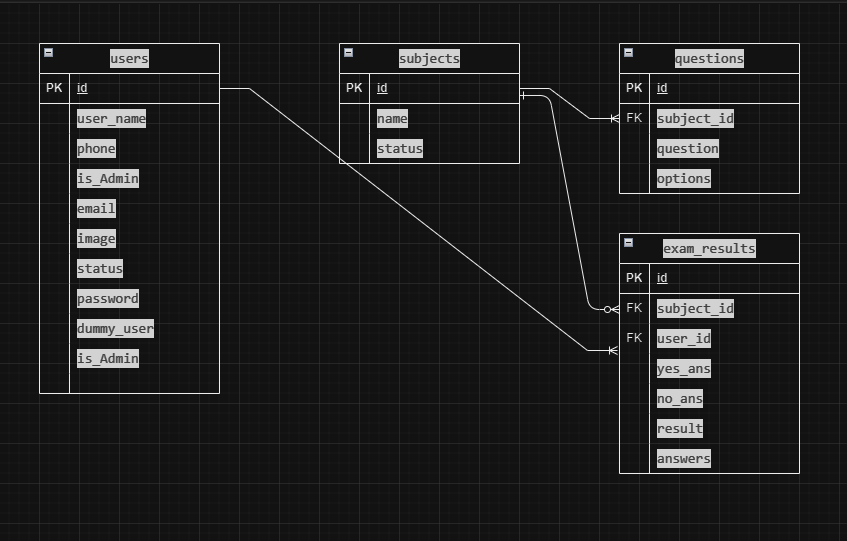 users
PK id
user_name
phone
is_Admin
email
image
status
password
dummy_user
is_Admin
subjects
PK id
name
status
questions
PK id
FK subject_id
question
options
exam_results
PK id
FK subject_id
FK user_id
yes_ans
no_ans
result
answers